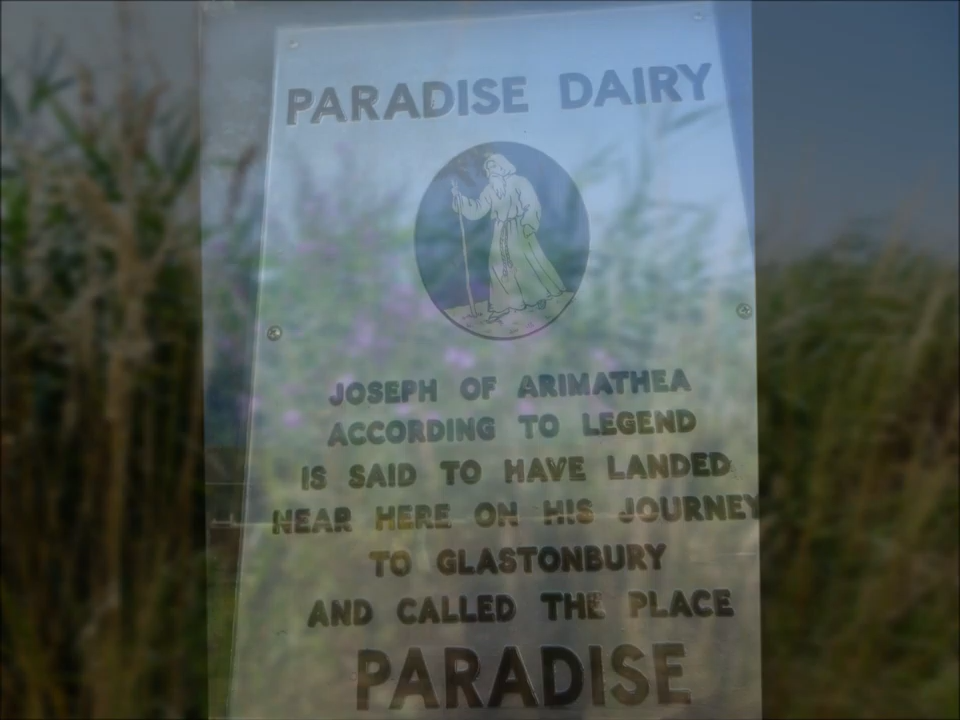 PARADISE DAIRY
JOSEPH OF ARIMATHEA
ACCORDING TO LEGEND
IS SAID TO HAVE LANDED
NEAR HERE ON HIS JOURNEY
TO GLASTONBURY
AND CALLED THE PLACE
PARADISE